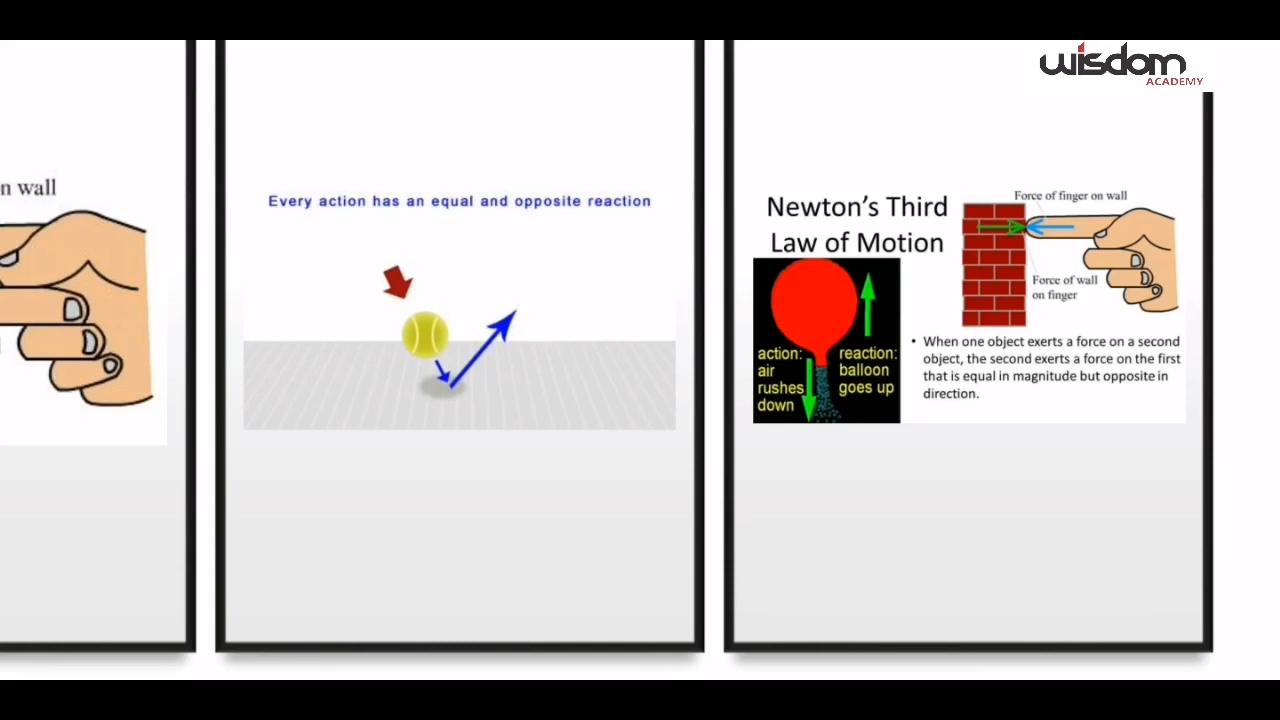 wisdom
ACADEMY
n wall
Every action has an equal and opposite reaction
Newton's Third
Law of Motion
Force of finger on wall
Force of wall
on finger
action:
air
rushes
down
reaction:
balloon
goes up
• When one object exerts a force on a second
object, the second exerts a force on the first
that is equal in magnitude but opposite in
direction.